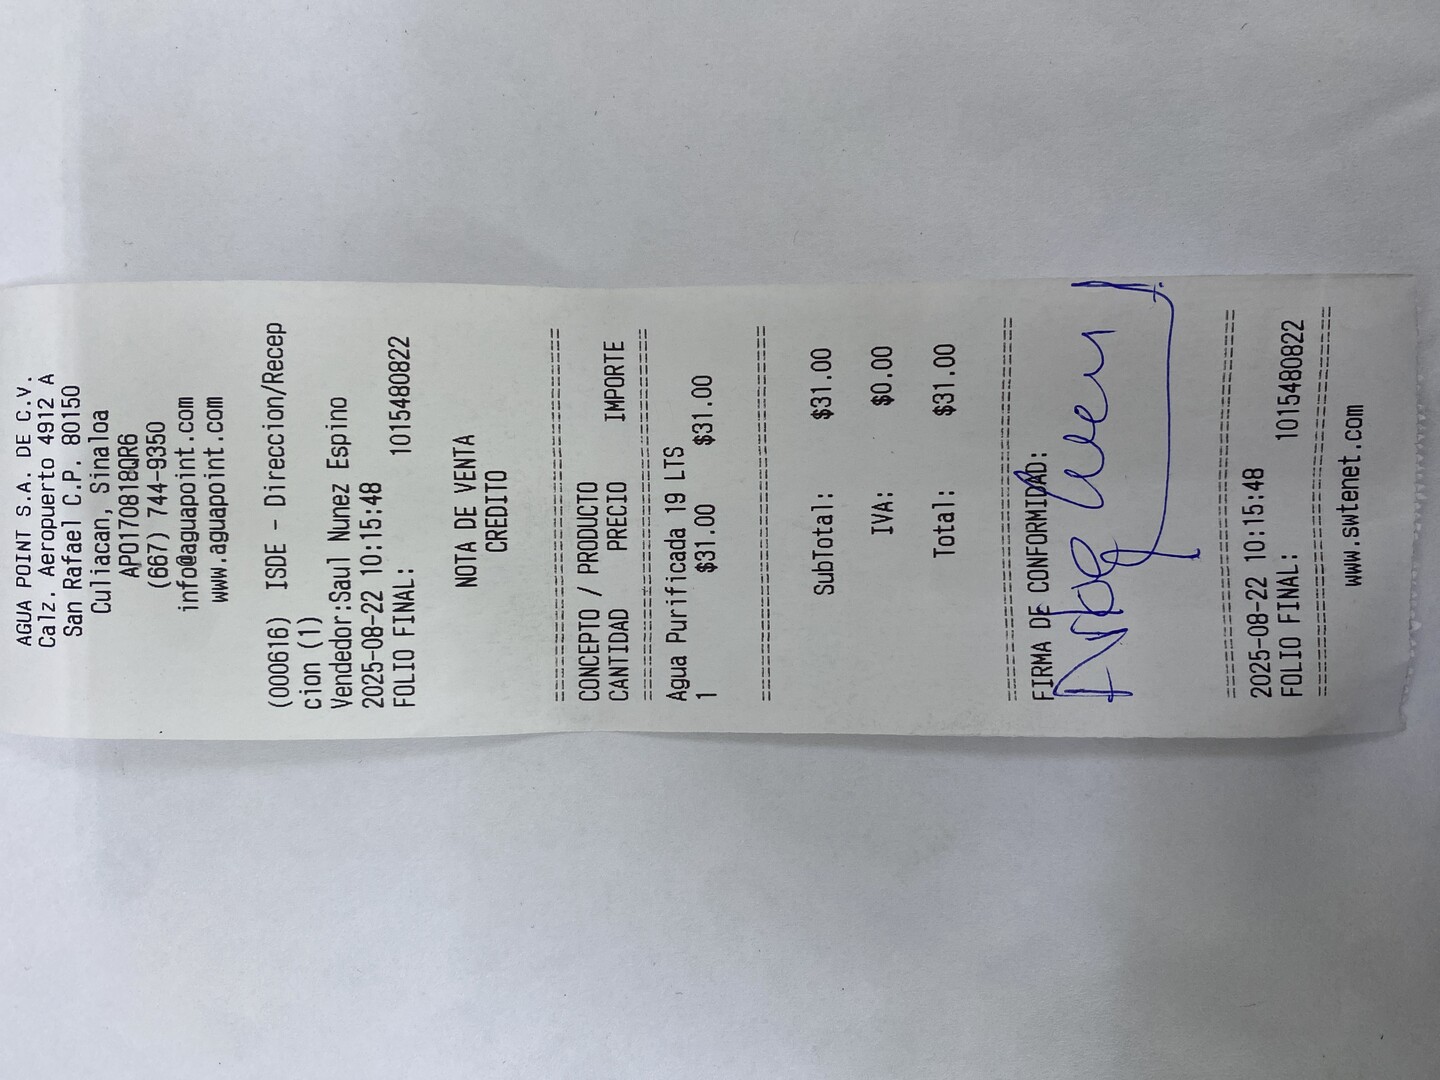 AGUA POINT S.A. DE C.V.
Calz. Aeropuerto 4912 A
San Rafael C.P. 80150
Culiacan, Sinaloa
APO170818QR6
(667) 744-9350
info@aguapoint.com
www.aguapoint.com
(000616) ISDE - Direccion/Recep
cion (1)
Vendedor:Saul Nunez Espino
2025-08-22 10:15:48
FOLIO FINAL: 1015480822
NOTA DE VENTA
CREDITO
CONCEPTO / PRODUCTO
CANTIDAD PRECIO IMPORTE
Agua Purificada 19 LTS
1 $31.00 $31.00
SubTotal: $31.00
IVA: $0.00
Total: $31.00
FIRMA DE CONFORMIDAD:
2025-08-22 10:15:48
FOLIO FINAL: 1015480822
www.swtenet.com